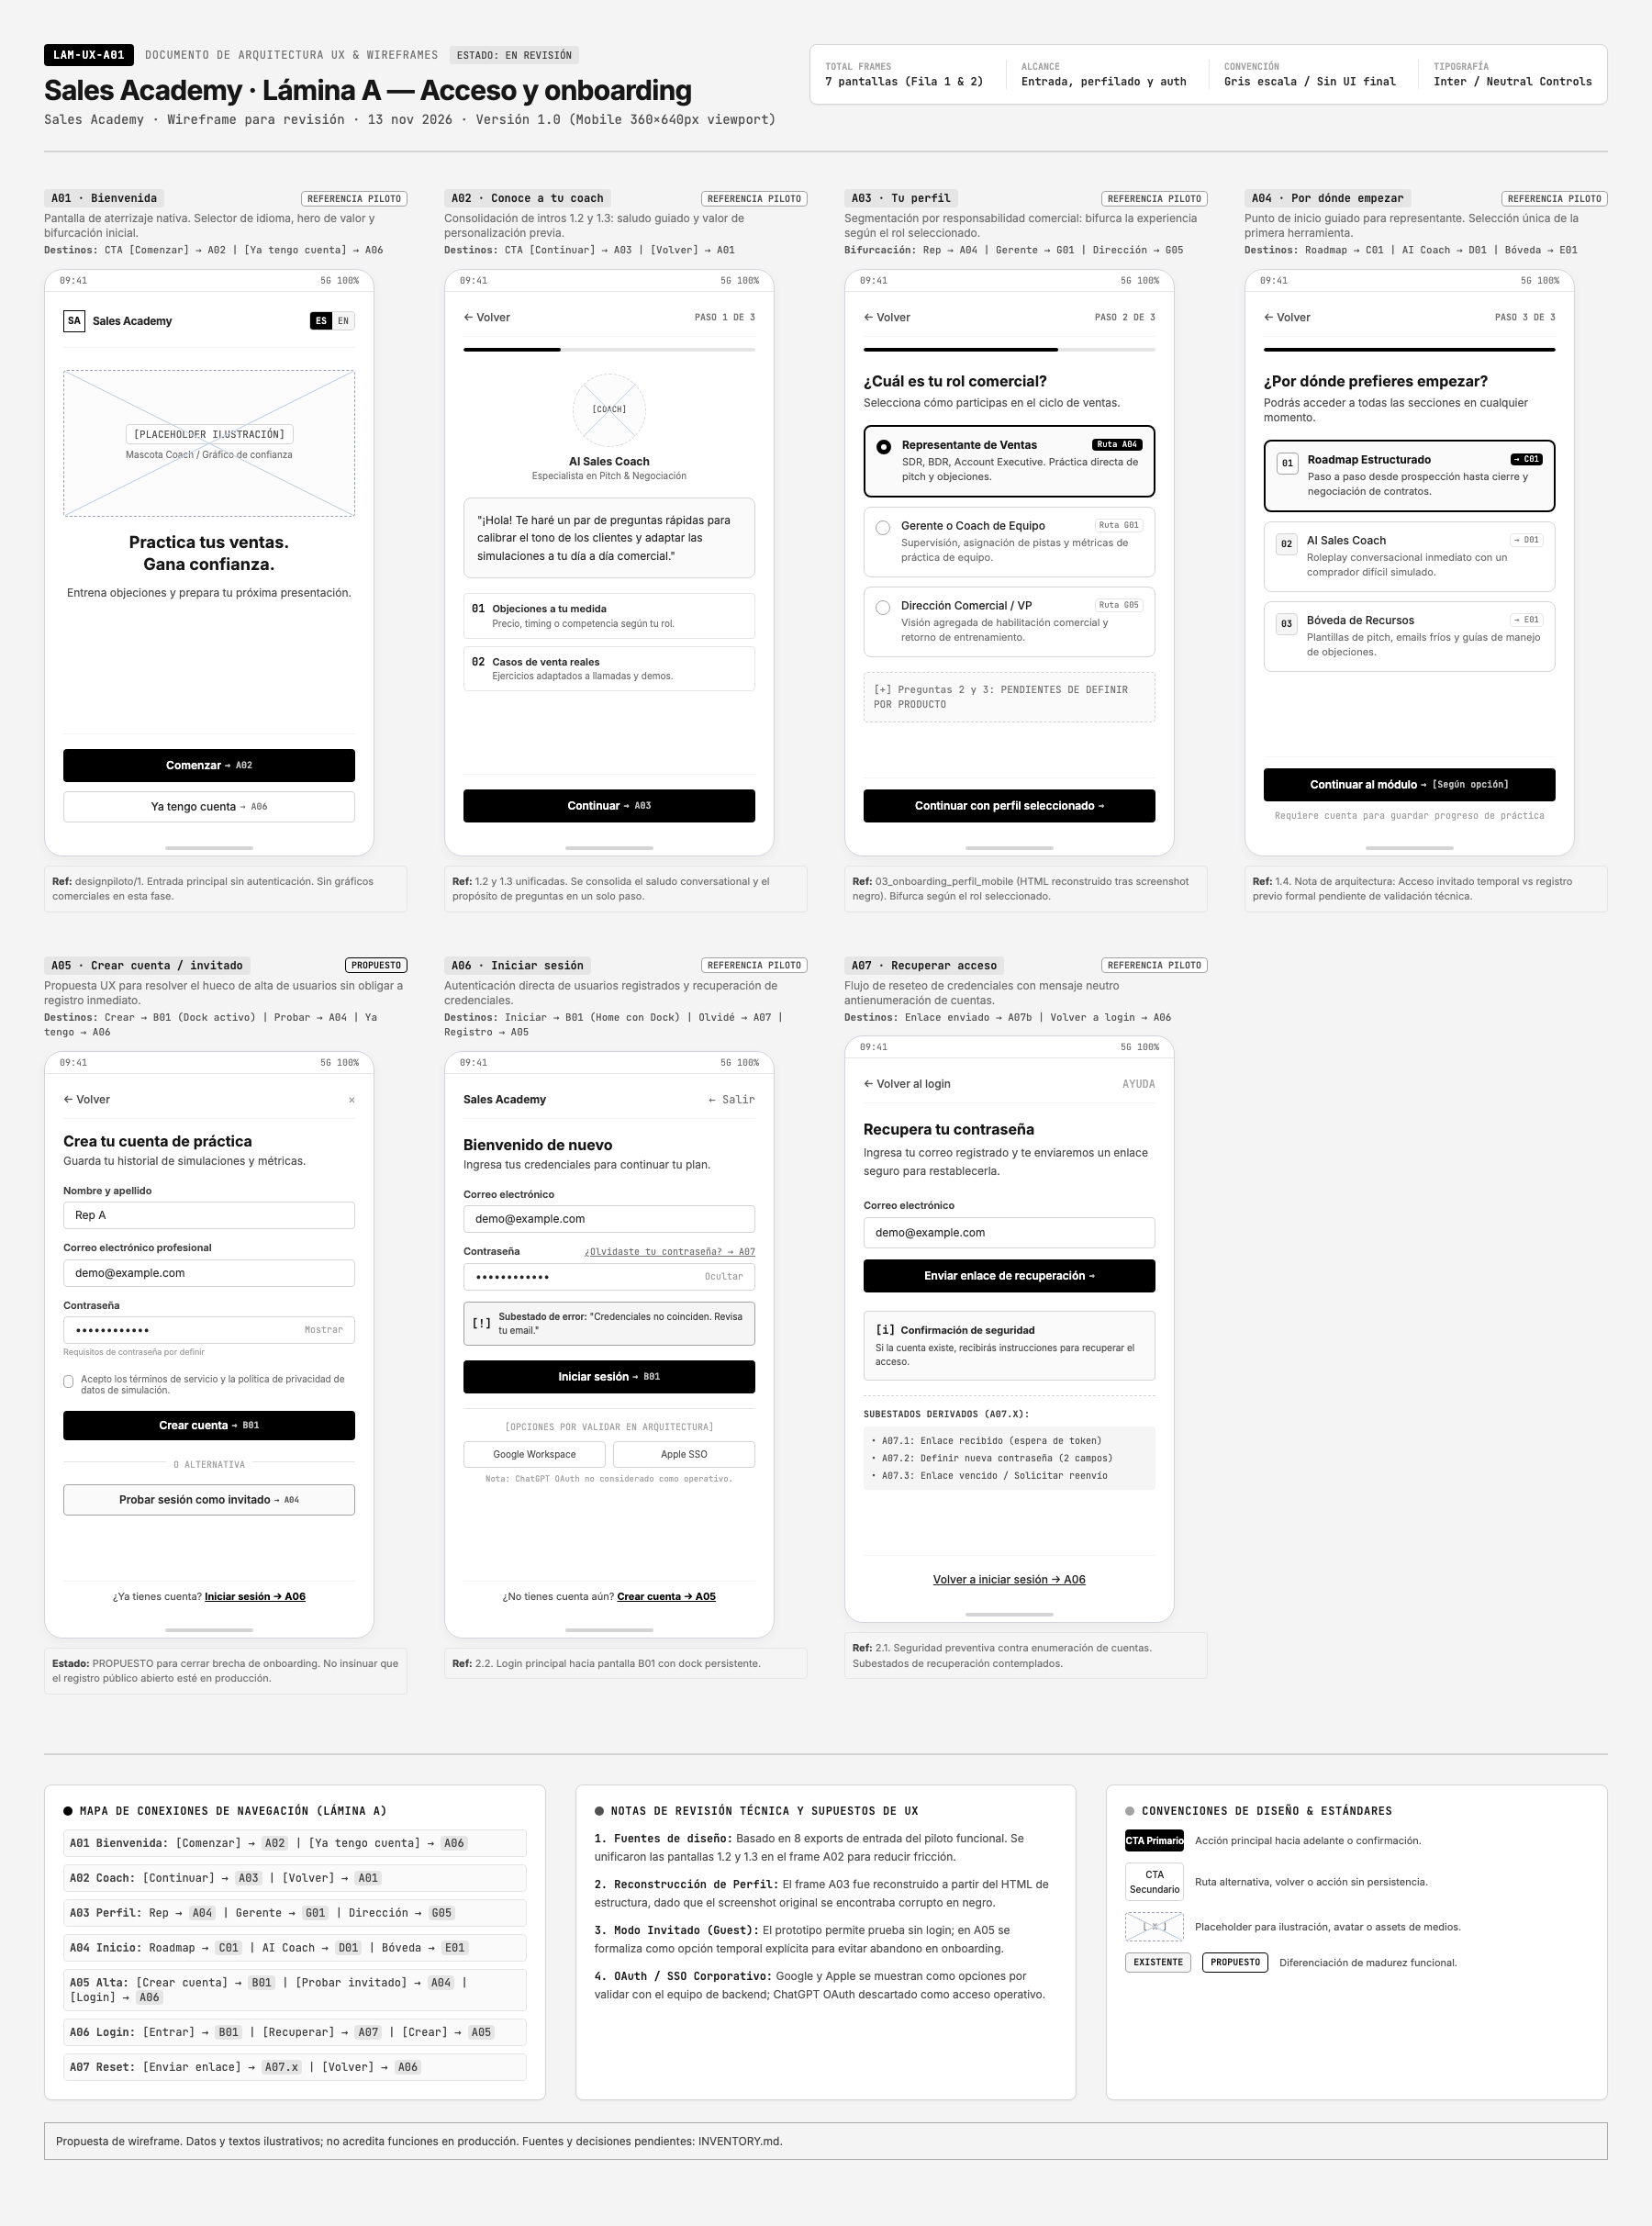 LAM-UX-A01 DOCUMENTO DE ARQUITECTURA UX & WIREFRAMES ESTADO: EN REVISIÓN
Sales Academy · Lámina A — Acceso y onboarding
Sales Academy · Wireframe para revisión · 13 nov 2026 · Versión 1.0 (Mobile 360×640px viewport)
TOTAL FRAMES
7 pantallas (Fila 1 & 2)
ALCANCE
Entrada, perfilado y auth
CONVENCIÓN
Gris escala / Sin UI final
TIPOGRAFÍA
Inter / Neutral Controls
A01 · Bienvenida REFERENCIA PILOTO
Pantalla de aterrizaje nativa. Selector de idioma, hero de valor y
bifurcación inicial.
Destinos: CTA [Comenzar] → A02 | [Ya tengo cuenta] → A06
09:41 5G 100%
SA Sales Academy ES EN
[PLACEHOLDER ILUSTRACIÓN]
Mascota Coach / Gráfico de confianza
Practica tus ventas.
Gana confianza.
Entrena objeciones y prepara tu próxima presentación.
Comenzar → A02
Ya tengo cuenta → A06
Ref: designpiloto/1. Entrada principal sin autenticación. Sin gráficos
comerciales en esta fase.
A02 · Conoce a tu coach REFERENCIA PILOTO
Consolidación de intros 1.2 y 1.3: saludo guiado y valor de
personalización previa.
Destinos: CTA [Continuar] → A03 | [Volver] → A01
09:41 5G 100%
← Volver PASO 1 DE 3
[COACH]
AI Sales Coach
Especialista en Pitch & Negociación
"¡Hola! Te haré un par de preguntas rápidas para
calibrar el tono de los clientes y adaptar las
simulaciones a tu día a día comercial."
01 Objeciones a tu medida
Precio, timing o competencia según tu rol.
02 Casos de venta reales
Ejercicios adaptados a llamadas y demos.
Continuar → A03
Ref: 1.2 y 1.3 unificadas. Se consolida el saludo conversational y el
propósito de preguntas en un solo paso.
A03 · Tu perfil REFERENCIA PILOTO
Segmentación por responsabilidad comercial: bifurca la experiencia
según el rol seleccionado.
Bifurcación: Rep → A04 | Gerente → G01 | Dirección → G05
09:41 5G 100%
← Volver PASO 2 DE 3
¿Cuál es tu rol comercial?
Selecciona cómo participas en el ciclo de ventas.
Representante de Ventas Ruta A04
SDR, BDR, Account Executive. Práctica directa de
pitch y objeciones.
Gerente o Coach de Equipo Ruta G01
Supervisión, asignación de pistas y métricas de
práctica de equipo.
Dirección Comercial / VP Ruta G05
Visión agregada de habilitación comercial y
retorno de entrenamiento.
[+] Preguntas 2 y 3: PENDIENTES DE DEFINIR
POR PRODUCTO
Continuar con perfil seleccionado →
Ref: 03_onboarding_perfil_mobile (HTML reconstruido tras screenshot
negro). Bifurca según el rol seleccionado.
A04 · Por dónde empezar REFERENCIA PILOTO
Punto de inicio guiado para representante. Selección única de la
primera herramienta.
Destinos: Roadmap → C01 | AI Coach → D01 | Bóveda → E01
09:41 5G 100%
← Volver PASO 3 DE 3
¿Por dónde prefieres empezar?
Podrás acceder a todas las secciones en cualquier
momento.
01 Roadmap Estructurado → C01
Paso a paso desde prospección hasta cierre y
negociación de contratos.
02 AI Sales Coach → D01
Roleplay conversacional inmediato con un
comprador difícil simulado.
03 Bóveda de Recursos → E01
Plantillas de pitch, emails fríos y guías de manejo
de objeciones.
Continuar al módulo → [Según opción]
Requiere cuenta para guardar progreso de práctica
Ref: 1.4. Nota de arquitectura: Acceso invitado temporal vs registro
previo formal pendiente de validación técnica.
A05 · Crear cuenta / invitado PROPUESTO
Propuesta UX para resolver el hueco de alta de usuarios sin obligar a
registro inmediato.
Destinos: Crear → B01 (Dock activo) | Probar → A04 | Ya
tengo → A06
09:41 5G 100%
← Volver ×
Crea tu cuenta de práctica
Guarda tu historial de simulaciones y métricas.
Nombre y apellido
Rep A
Correo electrónico profesional
demo@example.com
Contraseña
•••••••••••• Mostrar
Requisitos de contraseña por definir
Acepto los términos de servicio y la política de privacidad de
datos de simulación.
Crear cuenta → B01
O ALTERNATIVA
Probar sesión como invitado → A04
¿Ya tienes cuenta? Iniciar sesión → A06
Estado: PROPUESTO para cerrar brecha de onboarding. No insinuar que
el registro público abierto esté en producción.
A06 · Iniciar sesión REFERENCIA PILOTO
Autenticación directa de usuarios registrados y recuperación de
credenciales.
Destinos: Iniciar → B01 (Home con Dock) | Olvidé → A07 |
Registro → A05
09:41 5G 100%
Sales Academy ← Salir
Bienvenido de nuevo
Ingresa tus credenciales para continuar tu plan.
Correo electrónico
demo@example.com
Contraseña ¿Olvidaste tu contraseña? → A07
•••••••••••• Ocultar
[!] Subestado de error: "Credenciales no coinciden. Revisa
tu email."
Iniciar sesión → B01
[OPCIONES POR VALIDAR EN ARQUITECTURA]
Google Workspace Apple SSO
Nota: ChatGPT OAuth no considerado como operativo.
¿No tienes cuenta aún? Crear cuenta → A05
Ref: 2.2. Login principal hacia pantalla B01 con dock persistente.
A07 · Recuperar acceso REFERENCIA PILOTO
Flujo de reseteo de credenciales con mensaje neutro
antienumeración de cuentas.
Destinos: Enlace enviado → A07b | Volver a login → A06
09:41 5G 100%
← Volver al login AYUDA
Recupera tu contraseña
Ingresa tu correo registrado y te enviaremos un enlace
seguro para restablecerla.
Correo electrónico
demo@example.com
Enviar enlace de recuperación →
[i] Confirmación de seguridad
Si la cuenta existe, recibirás instrucciones para recuperar el
acceso.
SUBESTADOS DERIVADOS (A07.X):
• A07.1: Enlace recibido (espera de token)
• A07.2: Definir nueva contraseña (2 campos)
• A07.3: Enlace vencido / Solicitar reenvío
Volver a iniciar sesión → A06
Ref: 2.1. Seguridad preventiva contra enumeración de cuentas.
Subestados de recuperación contemplados.
MAPA DE CONEXIONES DE NAVEGACIÓN (LÁMINA A)
A01 Bienvenida: [Comenzar] → A02 | [Ya tengo cuenta] → A06
A02 Coach: [Continuar] → A03 | [Volver] → A01
A03 Perfil: Rep → A04 | Gerente → G01 | Dirección → G05
A04 Inicio: Roadmap → C01 | AI Coach → D01 | Bóveda → E01
A05 Alta: [Crear cuenta] → B01 | [Probar invitado] → A04 |
[Login] → A06
A06 Login: [Entrar] → B01 | [Recuperar] → A07 | [Crear] → A05
A07 Reset: [Enviar enlace] → A07.x | [Volver] → A06
NOTAS DE REVISIÓN TÉCNICA Y SUPUESTOS DE UX
1. Fuentes de diseño: Basado en 8 exports de entrada del piloto funcional. Se
unificaron las pantallas 1.2 y 1.3 en el frame A02 para reducir fricción.
2. Reconstrucción de Perfil: El frame A03 fue reconstruido a partir del HTML de
estructura, dado que el screenshot original se encontraba corrupto en negro.
3. Modo Invitado (Guest): El prototipo permite prueba sin login; en A05 se
formaliza como opción temporal explícita para evitar abandono en onboarding.
4. OAuth / SSO Corporativo: Google y Apple se muestran como opciones por
validar con el equipo de backend; ChatGPT OAuth descartado como acceso operativo.
CONVENCIONES DE DISEÑO & ESTÁNDARES
CTA Primario Acción principal hacia adelante o confirmación.
CTA
Secundario Ruta alternativa, volver o acción sin persistencia.
Placeholder para ilustración, avatar o assets de medios.
EXISTENTE PROPUESTO Diferenciación de madurez funcional.
Propuesta de wireframe. Datos y textos ilustrativos; no acredita funciones en producción. Fuentes y decisiones pendientes: INVENTORY.md.